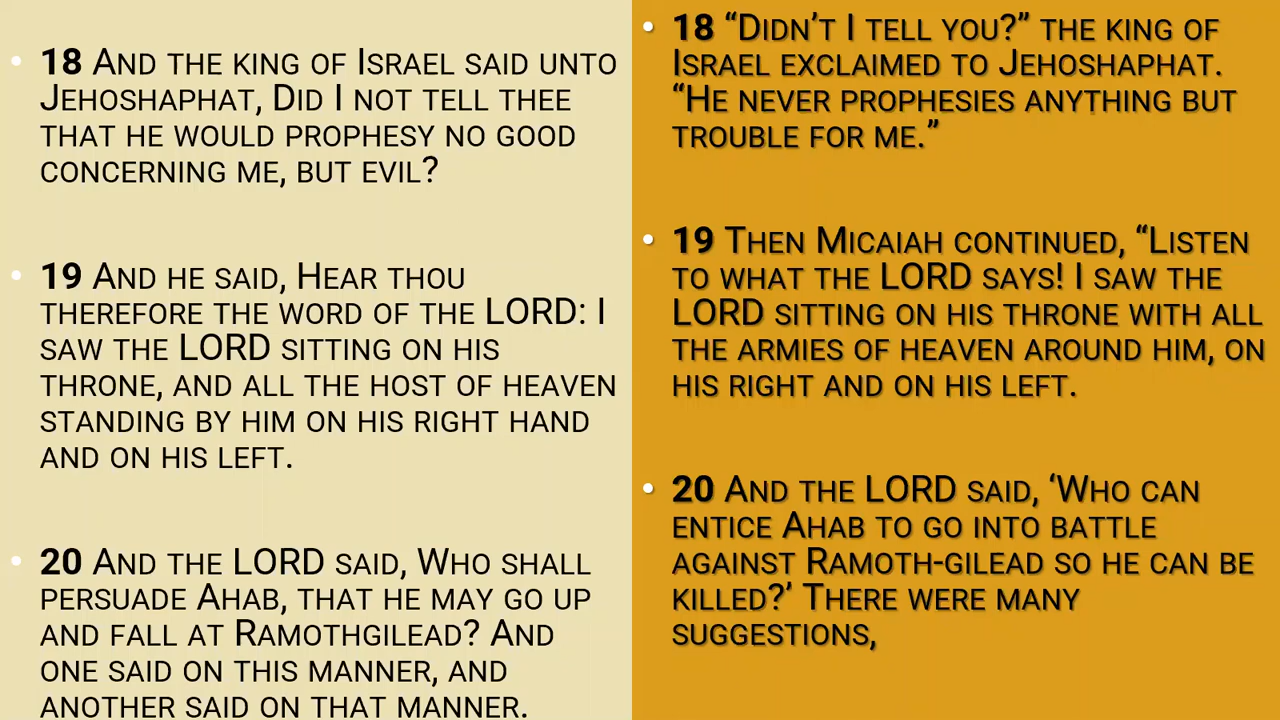 • 18 And the king of Israel said unto
Jehoshaphat, Did I not tell thee
that he would prophesy no good
concerning me, but evil?
• 19 And he said, Hear thou
therefore the word of the LORD: I
saw the LORD sitting on his
throne, and all the host of heaven
standing by him on his right hand
and on his left.
• 20 And the LORD said, Who shall
persuade Ahab, that he may go up
and fall at Ramothgilead? And
one said on this manner, and
another said on that manner.
• 18 “Didn’t I tell you?” the king of
Israel exclaimed to Jehoshaphat.
“He never prophesies anything but
trouble for me.”
• 19 Then Micaiah continued, “Listen
to what the LORD says! I saw the
LORD sitting on his throne with all
the armies of heaven around him, on
his right and on his left.
• 20 And the LORD said, ‘Who can
entice Ahab to go into battle
against Ramoth-gilead so he can be
killed?’ There were many
suggestions,